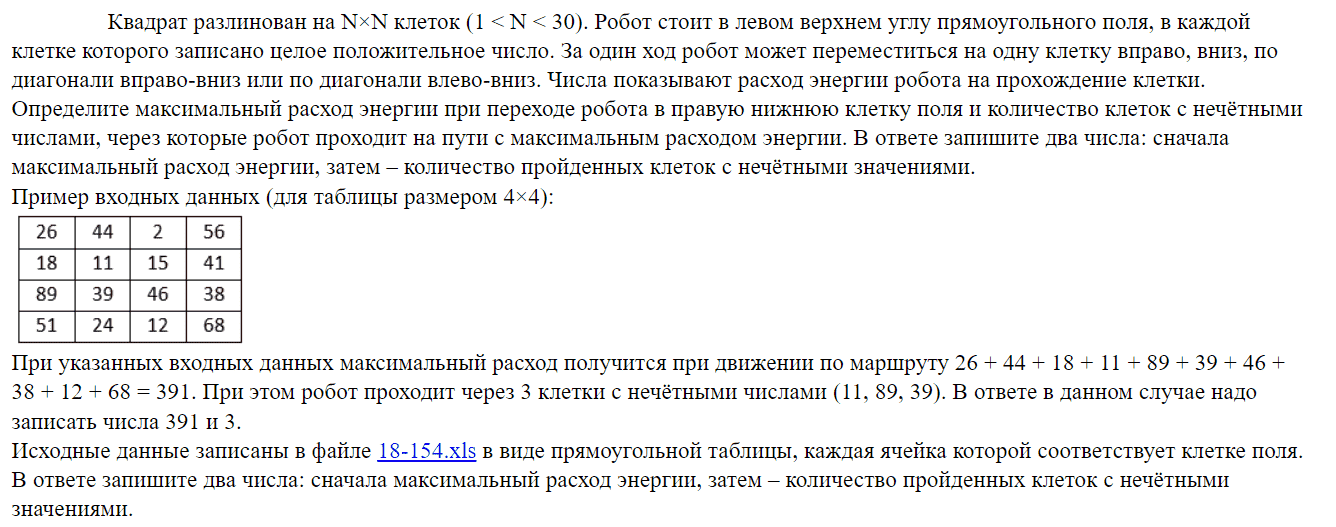 Квадрат разлинован на N×N клеток (1 < N < 30). Робот стоит в левом верхнем углу прямоугольного поля, в каждой
клетке которого записано целое положительное число. За один ход робот может переместиться на одну клетку вправо, вниз, по
диагонали вправо-вниз или по диагонали влево-вниз. Числа показывают расход энергии робота на прохождение клетки.
Определите максимальный расход энергии при переходе робота в правую нижнюю клетку поля и количество клеток с нечётными
числами, через которые робот проходит на пути с максимальным расходом энергии. В ответе запишите два числа: сначала
максимальный расход энергии, затем – количество пройденных клеток с нечётными значениями.
Пример входных данных (для таблицы размером 4×4):
26 44 2 56
18 11 15 41
89 39 46 38
51 24 12 68
При указанных входных данных максимальный расход получится при движении по маршруту 26 + 44 + 18 + 11 + 89 + 39 + 46 +
38 + 12 + 68 = 391. При этом робот проходит через 3 клетки с нечётными числами (11, 89, 39). В ответе в данном случае надо
записать числа 391 и 3.
Исходные данные записаны в файле 18-154.xls в виде прямоугольной таблицы, каждая ячейка которой соответствует клетке поля.
В ответе запишите два числа: сначала максимальный расход энергии, затем – количество пройденных клеток с нечётными
значениями.